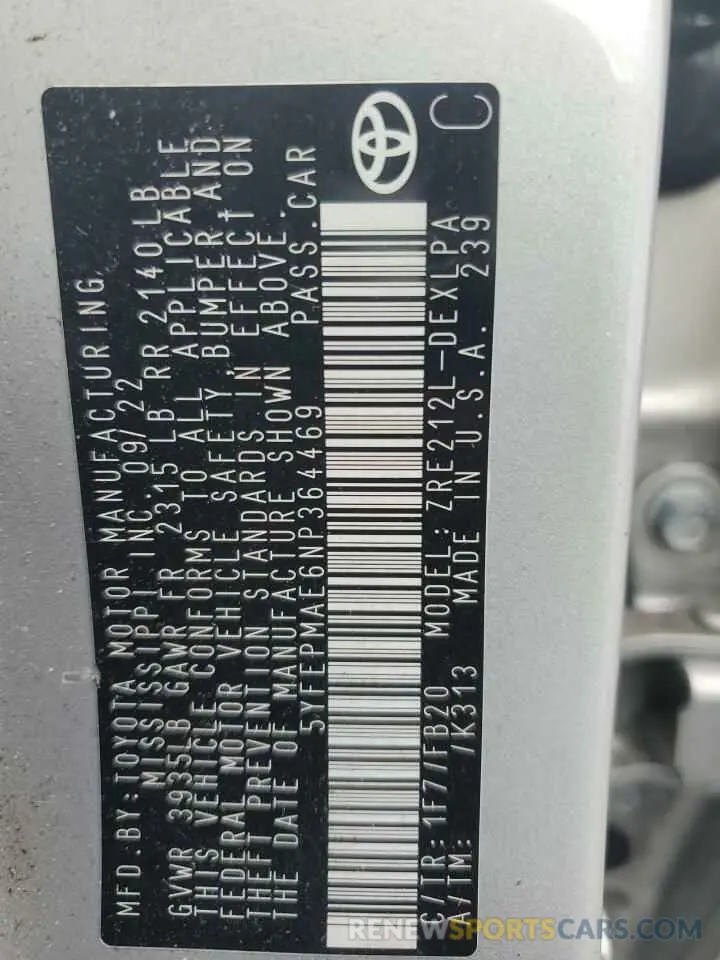 MFD. BY: TOYOTA MOTOR MANUFACTURING
MISSISSIPPI INC. 09/22
GVWR 3935LB GAWR FR 2315 LB RR 2140LB
THIS VEHICLE CONFORMS TO ALL APPLICABLE
FEDERAL MOTOR VEHICLE SAFETY, BUMPER AND
THEFT PREVENTION STANDARDS IN EFFECT ON
THE DATE OF MANUFACTURE SHOWN ABOVE.
5YFEPMAE6NP364469 PASS. CAR
C/TR: 1F7/FB20 MODEL: ZRE212L-DEXLPA
A/TM: /K313 MADE IN U.S.A. 239
C
RENEWSPORTSCARS.COM